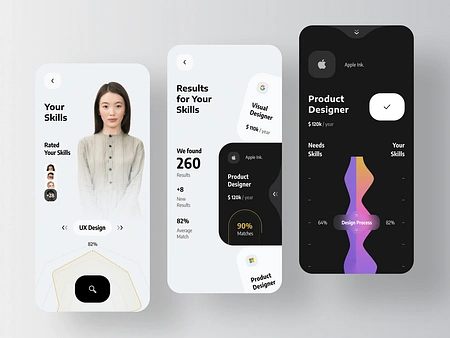 Your
Skills
Rated
Your Skills
+28
UX Design
82%
Results
for Your
Skills
We found
260
Results
+8
New
Results
82%
Average
Match
G
Visual
Designer
$ 110k / year
Apple Ink.
Product
Designer
$ 120k / year
90%
Matches
Product
Designer
Apple Ink.
Product
Designer
$ 120k / year
Needs
Skills
Your
Skills
64%
Design Process
82%